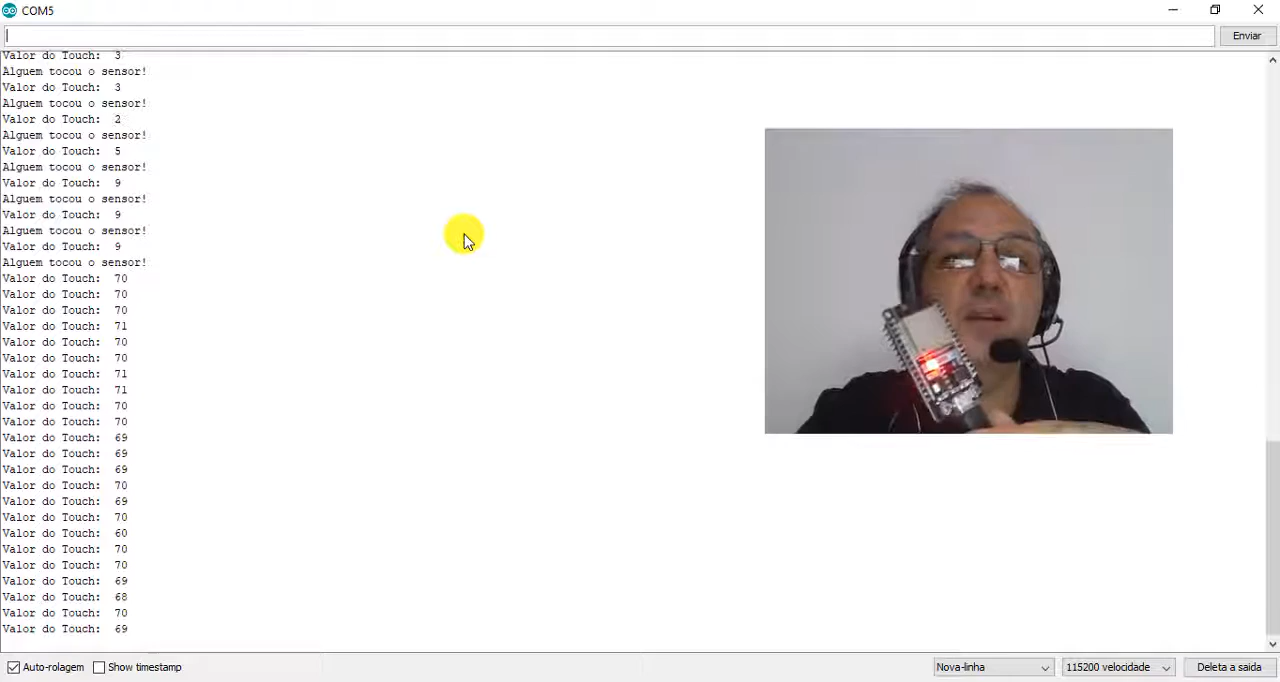 COM5
Enviar
Valor do Touch: 3
Alguem tocou o sensor!
Valor do Touch: 3
Alguem tocou o sensor!
Valor do Touch: 2
Alguem tocou o sensor!
Valor do Touch: 5
Alguem tocou o sensor!
Valor do Touch: 9
Alguem tocou o sensor!
Valor do Touch: 9
Alguem tocou o sensor!
Valor do Touch: 9
Alguem tocou o sensor!
Valor do Touch: 70
Valor do Touch: 70
Valor do Touch: 70
Valor do Touch: 71
Valor do Touch: 70
Valor do Touch: 70
Valor do Touch: 71
Valor do Touch: 71
Valor do Touch: 70
Valor do Touch: 70
Valor do Touch: 69
Valor do Touch: 69
Valor do Touch: 69
Valor do Touch: 70
Valor do Touch: 69
Valor do Touch: 70
Valor do Touch: 60
Valor do Touch: 70
Valor do Touch: 70
Valor do Touch: 69
Valor do Touch: 68
Valor do Touch: 70
Valor do Touch: 69
Auto-rolagem Show timestamp Nova-linha 115200 velocidade Deleta a saida